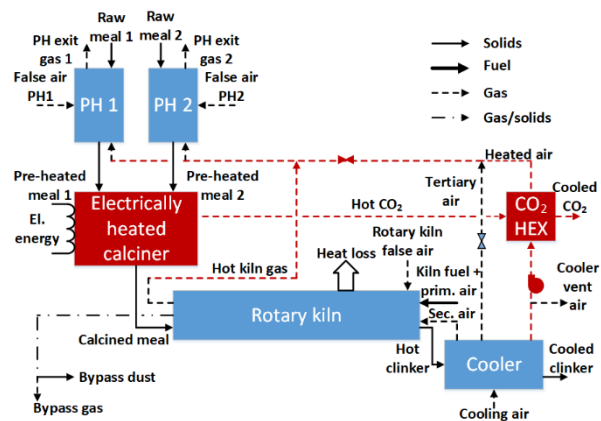 PH exit
gas 1
Raw
meal 1
Raw
meal 2
PH exit
gas 2
False air
PH1
False air
PH2
PH 1
PH 2
Solids
Fuel
Gas
Gas/solids
Heated air
Pre-heated
meal 1
Pre-heated
meal 2
Tertiary
air
El.
energy
Electrically
heated
calciner
Hot CO2
CO2
HEX
Cooled
CO2
Rotary kiln
false air
Heat loss
Hot kiln gas
Kiln fuel +
prim. air
Cooler
vent
air
Rotary kiln
Sec. air
Calcined meal
Hot
clinker
Cooler
Cooled
clinker
Bypass dust
Bypass gas
Cooling air